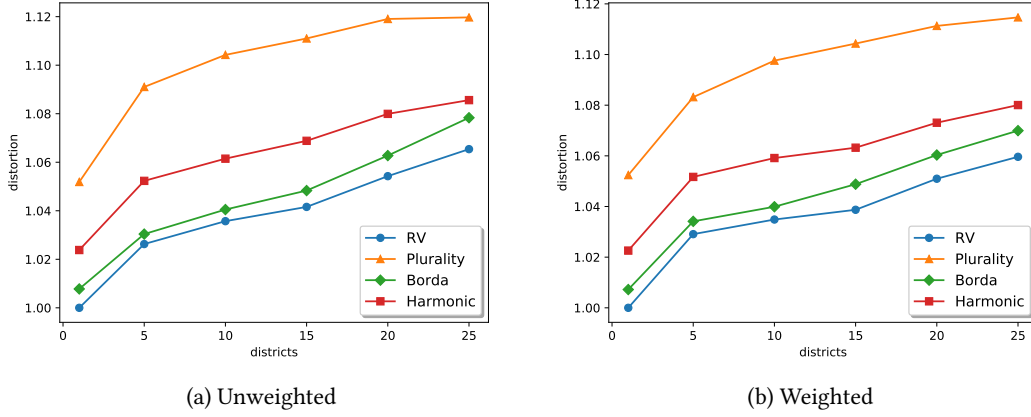 1.12
1.10
1.08
1.06
1.04
1.02
1.00
distortion
0
5
10
15
20
25
districts
RV
Plurality
Borda
Harmonic
(a) Unweighted
1.12
1.10
1.08
1.06
1.04
1.02
1.00
distortion
0
5
10
15
20
25
districts
RV
Plurality
Borda
Harmonic
(b) Weighted